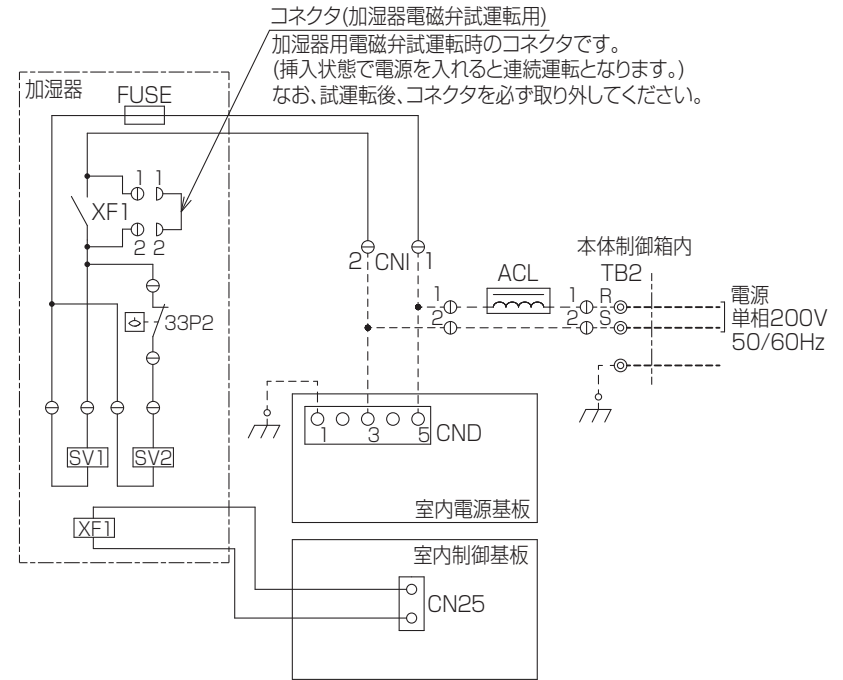 コネクタ(加湿器電磁弁試運転用)
加湿器用電磁弁試運転時のコネクタです。
(挿入状態で電源を入れると連続運転となります。)
なお、試運転後、コネクタを必ず取り外してください。
加湿器
FUSE
1 1
XF1
2 2
2 CN1 1
本体制御箱内
ACL
TB2
1
1 R
2
2 S
電源
単相200V
50/60Hz
33P2
1 3 5 CND
SV1
SV2
室内電源基板
XF1
室内制御基板
CN25